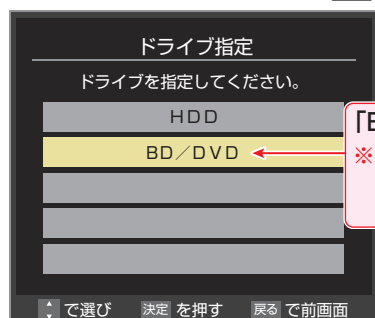 ドライブ指定
ドライブを指定してください。
HDD
BD／DVD
「
※
で選び 決定 を押す 戻る で前画面